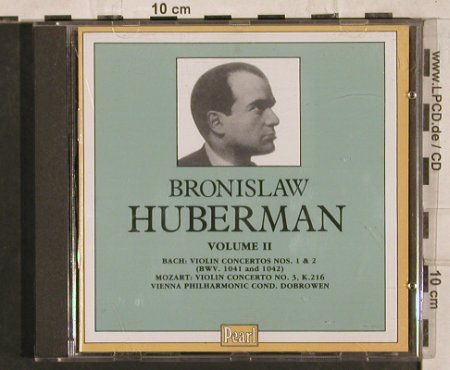 10 cm
BRONISLAW
HUBERMAN
VOLUME II
BACH: VIOLIN CONCERTOS NOS. 1 & 2
(BWV. 1041 and 1042)
MOZART: VIOLIN CONCERTO NO. 3, K.216
VIENNA PHILHARMONIC COND. DOBROWEN
Pearl
www.LPCD.de / CD
10 cm